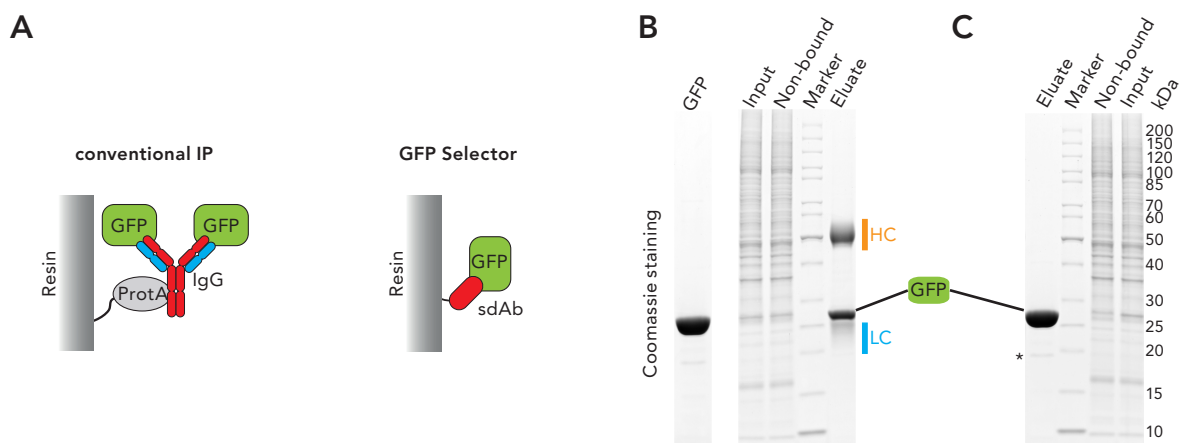 A
conventional IP
GFP Selector
Resin
GFP
GFP
ProtA
IgG
Resin
GFP
sdAb
B
GFP
Input
Non-bound
Marker
Eluate
Coomassie staining
HC
LC
GFP
C
Eluate
Marker
Non-bound
Input
kDa
200
150
120
100
85
70
60
50
40
30
25
20
15
10
*